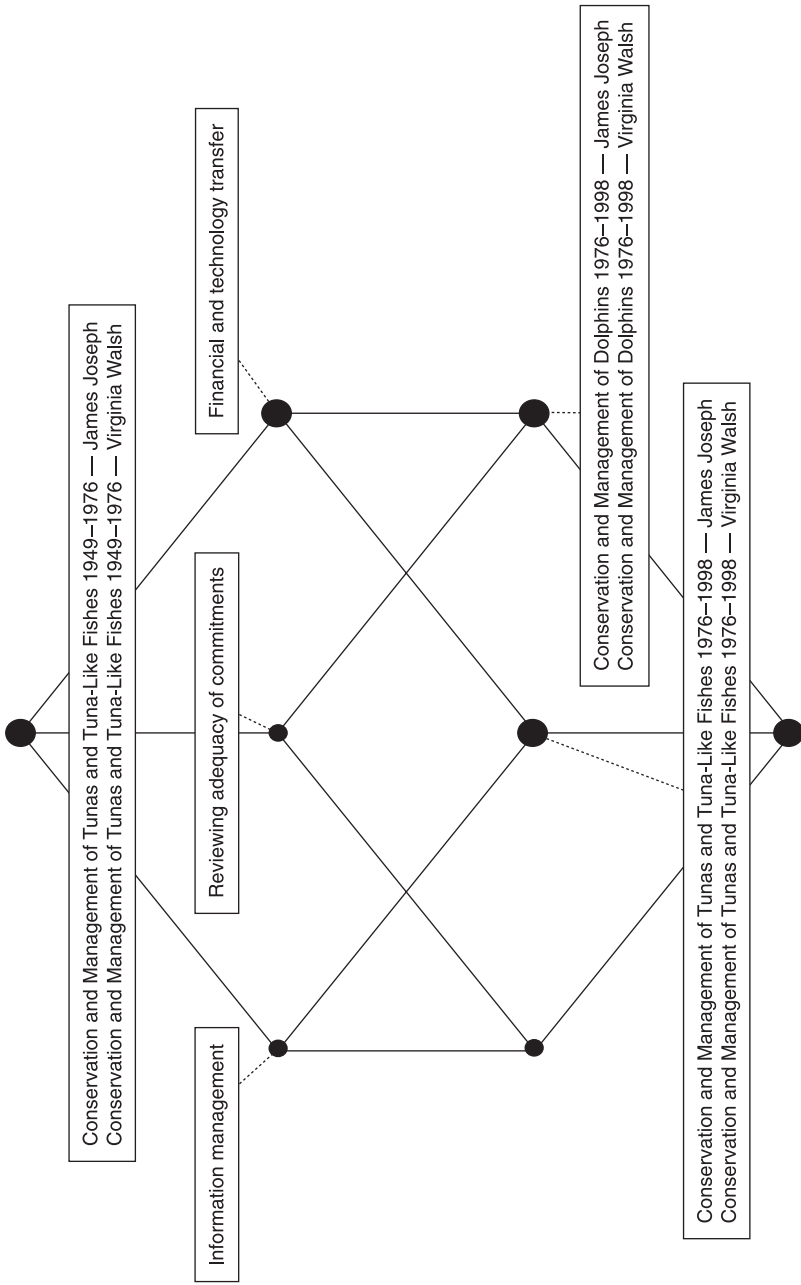 Conservation and Management of Tunas and Tuna-Like Fishes 1949–1976 — James Joseph
Conservation and Management of Tunas and Tuna-Like Fishes 1949–1976 — Virginia Walsh
Information management
Reviewing adequacy of commitments
Financial and technology transfer
Conservation and Management of Dolphins 1976–1998 — James Joseph
Conservation and Management of Dolphins 1976–1998 — Virginia Walsh
Conservation and Management of Tunas and Tuna-Like Fishes 1976–1998 — James Joseph
Conservation and Management of Tunas and Tuna-Like Fishes 1976–1998 — Virginia Walsh